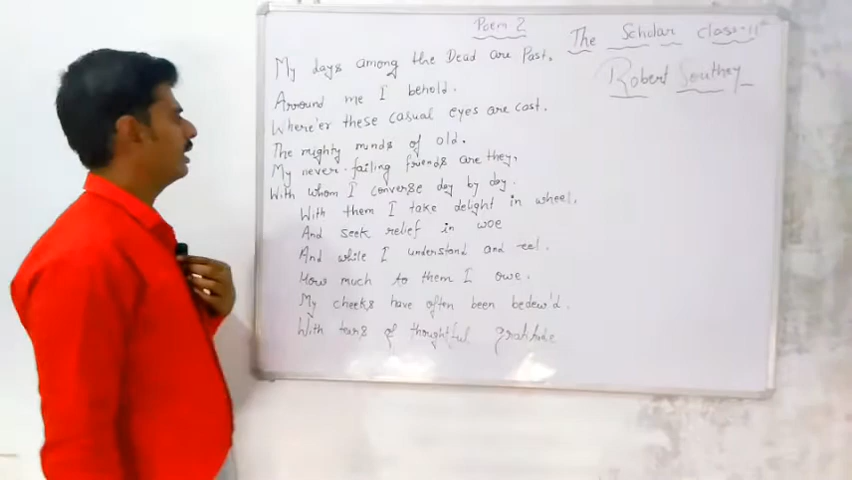 Poem 2 The Scholar class-11th
Robert Southey
My days among the Dead are Past.
Arround me I behold.
Where'er these casual eyes are cast.
The mighty minds of old.
My never-failing friends are they,
With whom I converse day by day.
With them I take delight in wheel.
And seek relief in woe
And while I understand and eel.
How much to them I owe.
My cheeks have often been bedew'd.
With tears of thoughtful gratitude